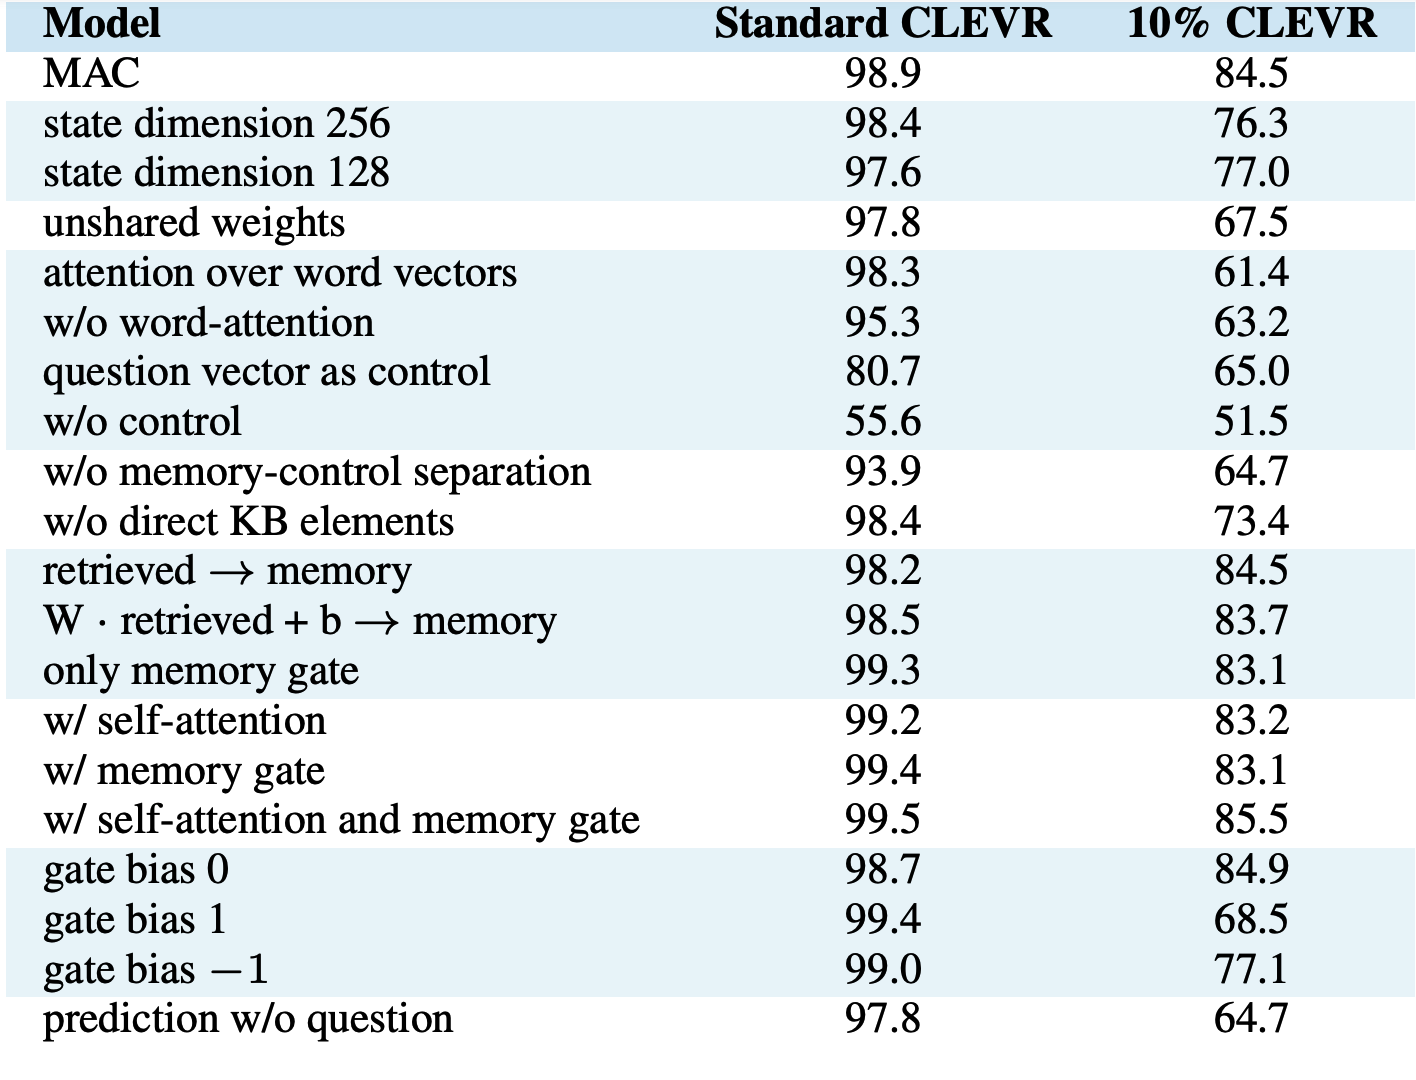 Model Standard CLEVR 10% CLEVR
MAC 98.9 84.5
state dimension 256 98.4 76.3
state dimension 128 97.6 77.0
unshared weights 97.8 67.5
attention over word vectors 98.3 61.4
w/o word-attention 95.3 63.2
question vector as control 80.7 65.0
w/o control 55.6 51.5
w/o memory-control separation 93.9 64.7
w/o direct KB elements 98.4 73.4
retrieved → memory 98.2 84.5
W · retrieved + b → memory 98.5 83.7
only memory gate 99.3 83.1
w/ self-attention 99.2 83.2
w/ memory gate 99.4 83.1
w/ self-attention and memory gate 99.5 85.5
gate bias 0 98.7 84.9
gate bias 1 99.4 68.5
gate bias −1 99.0 77.1
prediction w/o question 97.8 64.7